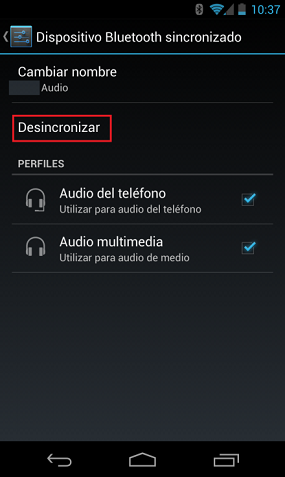 10:37
Dispositivo Bluetooth sincronizado
Cambiar nombre
Audio
Desincronizar
PERFILES
Audio del teléfono
Utilizar para audio del teléfono
Audio multimedia
Utilizar para audio de medio